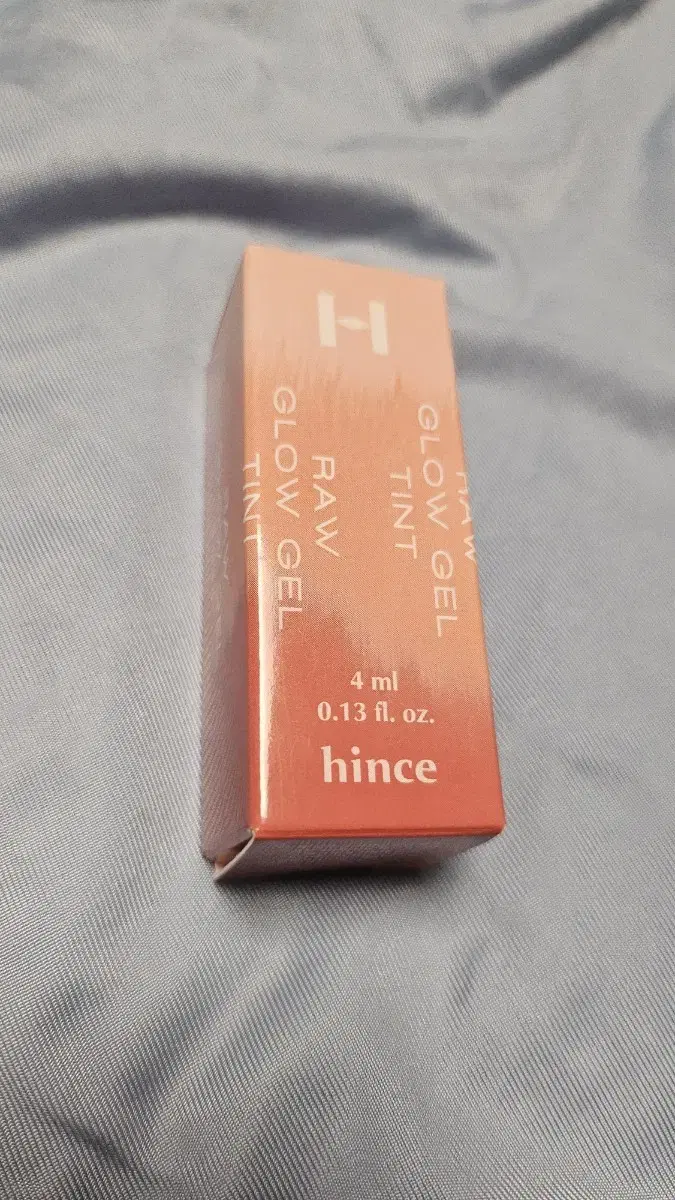 H
RAW
GLOW GEL
TINT
RAW
GLOW GEL
TINT
4 ml
0.13 fl. oz.
hince